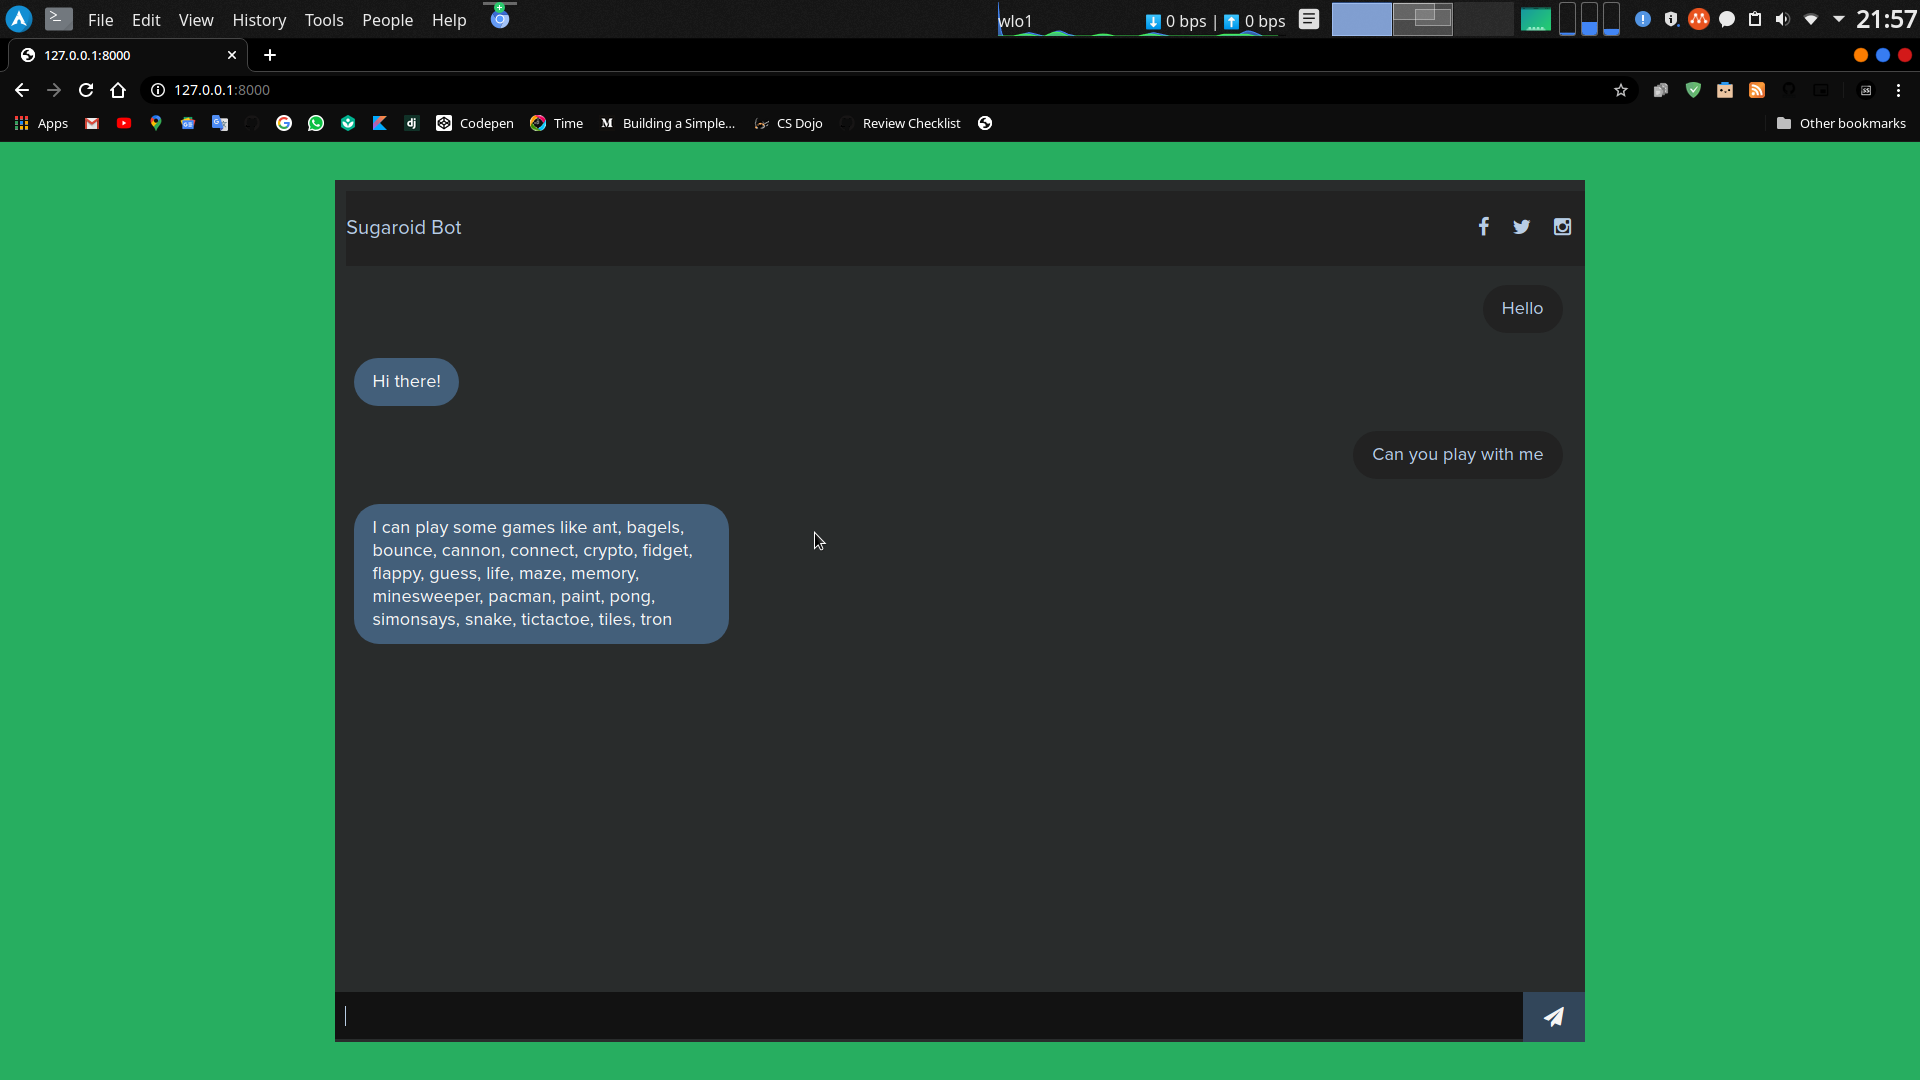 File Edit View History Tools People Help
wlo1 0 bps | 0 bps
21:57
127.0.0.1:8000
127.0.0.1:8000
Apps
dj
Codepen
Time
M
Building a Simple...
CS Dojo
Review Checklist
Other bookmarks
Sugaroid Bot
Hello
Hi there!
Can you play with me
I can play some games like ant, bagels,
bounce, cannon, connect, crypto, fidget,
flappy, guess, life, maze, memory,
minesweeper, pacman, paint, pong,
simonsays, snake, tictactoe, tiles, tron